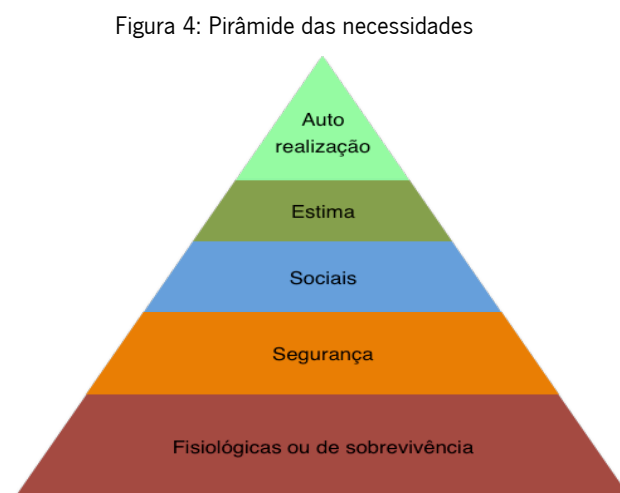 Figura 4: Pirâmide das necessidades
Auto
realização
Estima
Sociais
Segurança
Fisiológicas ou de sobrevivência